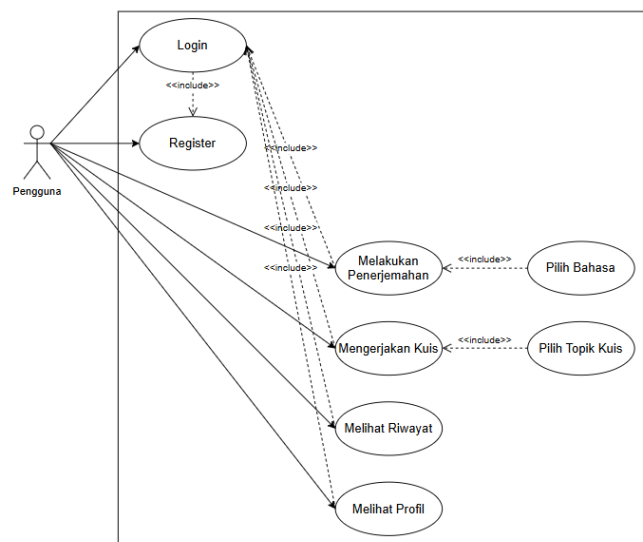 Login
<<include>>
Register
Pengguna
<<include>>
<<include>>
<<include>>
<<include>>
Melakukan
Penerjemahan
<<include>>
Pilih Bahasa
Mengerjakan Kuis
<<include>>
Pilih Topik Kuis
Melihat Riwayat
Melihat Profil